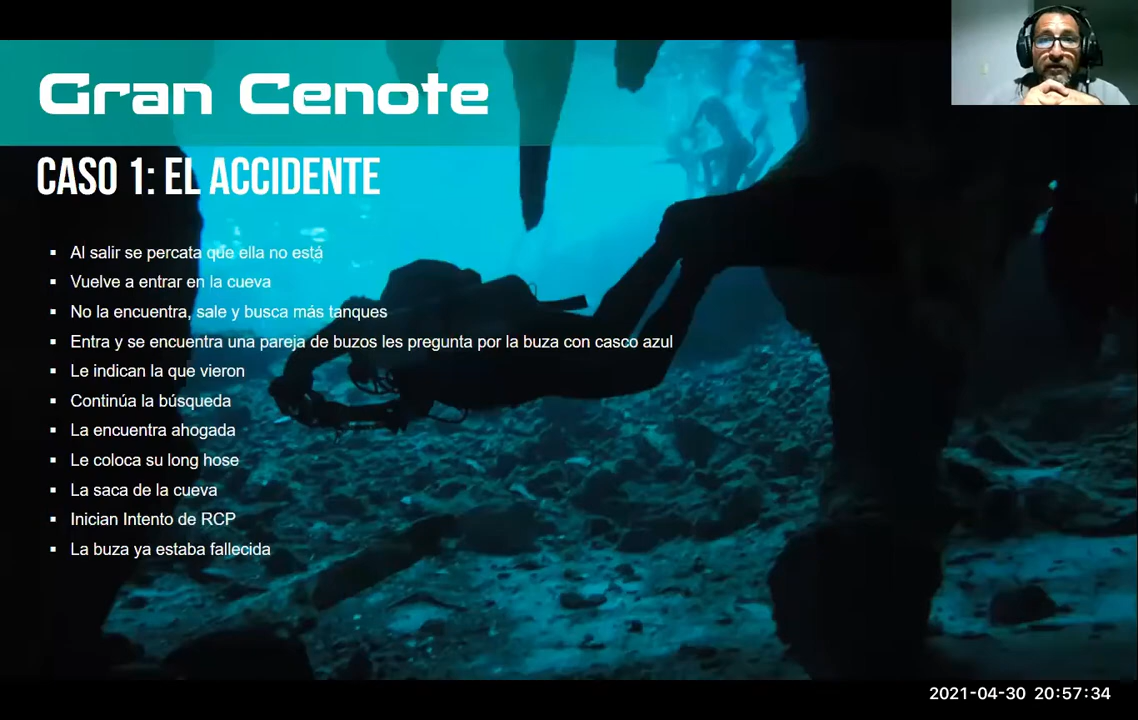 Gran Cenote
CASO 1: EL ACCIDENTE
▪ Al salir se percata que ella no está
▪ Vuelve a entrar en la cueva
▪ No la encuentra, sale y busca más tanques
▪ Entra y se encuentra una pareja de buzos les pregunta por la buza con casco azul
▪ Le indican la que vieron
▪ Continúa la búsqueda
▪ La encuentra ahogada
▪ Le coloca su long hose
▪ La saca de la cueva
▪ Inician Intento de RCP
▪ La buza ya estaba fallecida
2021-04-30 20:57:34